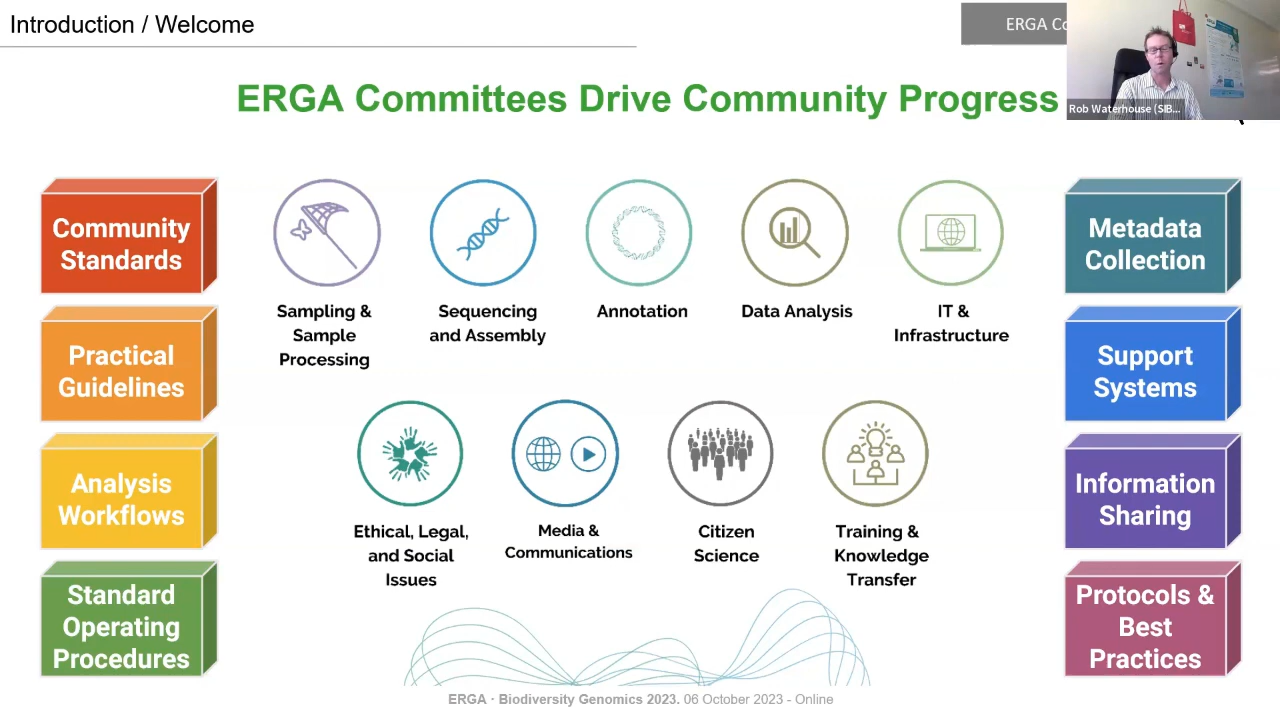 Introduction / Welcome
ERGA Co
Rob Waterhouse (SIB...
ERGA Committees Drive Community Progress
Community
Standards
Practical
Guidelines
Analysis
Workflows
Standard
Operating
Procedures
Sampling &
Sample
Processing
Sequencing
and Assembly
Annotation
Data Analysis
IT &
Infrastructure
Ethical, Legal,
and Social
Issues
Media &
Communications
Citizen
Science
Training &
Knowledge
Transfer
Metadata
Collection
Support
Systems
Information
Sharing
Protocols &
Best
Practices
ERGA · Biodiversity Genomics 2023. 06 October 2023 - Online